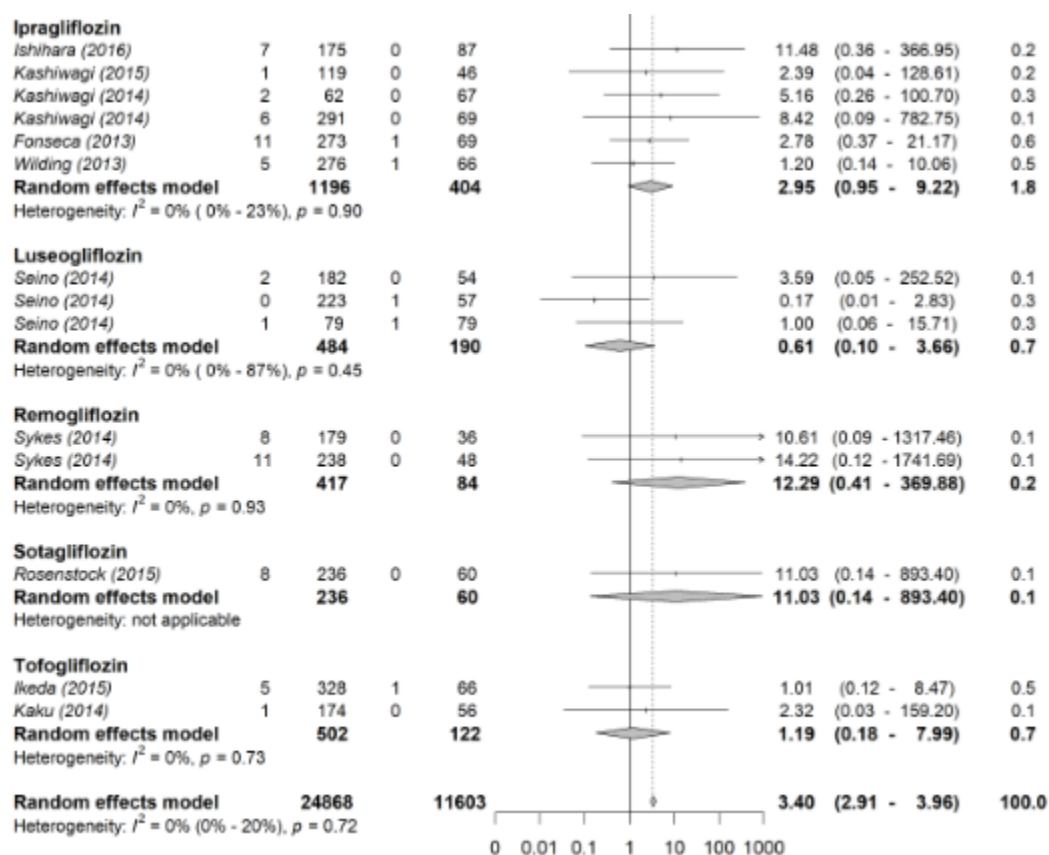 Ipragliflozin
Ishihara (2016) 7 175 0 87 11.48 (0.36 - 366.95) 0.2
Kashiwagi (2015) 1 119 0 46 2.39 (0.04 - 128.61) 0.2
Kashiwagi (2014) 2 62 0 67 5.16 (0.26 - 100.70) 0.3
Kashiwagi (2014) 6 291 0 69 8.42 (0.09 - 782.75) 0.1
Fonseca (2013) 11 273 1 69 2.78 (0.37 - 21.17) 0.6
Wilding (2013) 5 276 1 66 1.20 (0.14 - 10.06) 0.5
Random effects model 1196 404 2.95 (0.95 - 9.22) 1.8
Heterogeneity: I² = 0% ( 0% - 23%), p = 0.90
Luseogliflozin
Seino (2014) 2 182 0 54 3.59 (0.05 - 252.52) 0.1
Seino (2014) 0 223 1 57 0.17 (0.01 - 2.83) 0.3
Seino (2014) 1 79 1 79 1.00 (0.06 - 15.71) 0.3
Random effects model 484 190 0.61 (0.10 - 3.66) 0.7
Heterogeneity: I² = 0% ( 0% - 87%), p = 0.45
Remogliflozin
Sykes (2014) 8 179 0 36 10.61 (0.09 - 1317.46) 0.1
Sykes (2014) 11 238 0 48 14.22 (0.12 - 1741.69) 0.1
Random effects model 417 84 12.29 (0.41 - 369.88) 0.2
Heterogeneity: I² = 0%, p = 0.93
Sotagliflozin
Rosenstock (2015) 8 236 0 60 11.03 (0.14 - 893.40) 0.1
Random effects model 236 60 11.03 (0.14 - 893.40) 0.1
Heterogeneity: not applicable
Tofogliflozin
Ikeda (2015) 5 328 1 66 1.01 (0.12 - 8.47) 0.5
Kaku (2014) 1 174 0 56 2.32 (0.03 - 159.20) 0.1
Random effects model 502 122 1.19 (0.18 - 7.99) 0.7
Heterogeneity: I² = 0%, p = 0.73
Random effects model 24868 11603 3.40 (2.91 - 3.96) 100.0
Heterogeneity: I² = 0% (0% - 20%), p = 0.72
0 0.01 0.1 1 10 100 1000